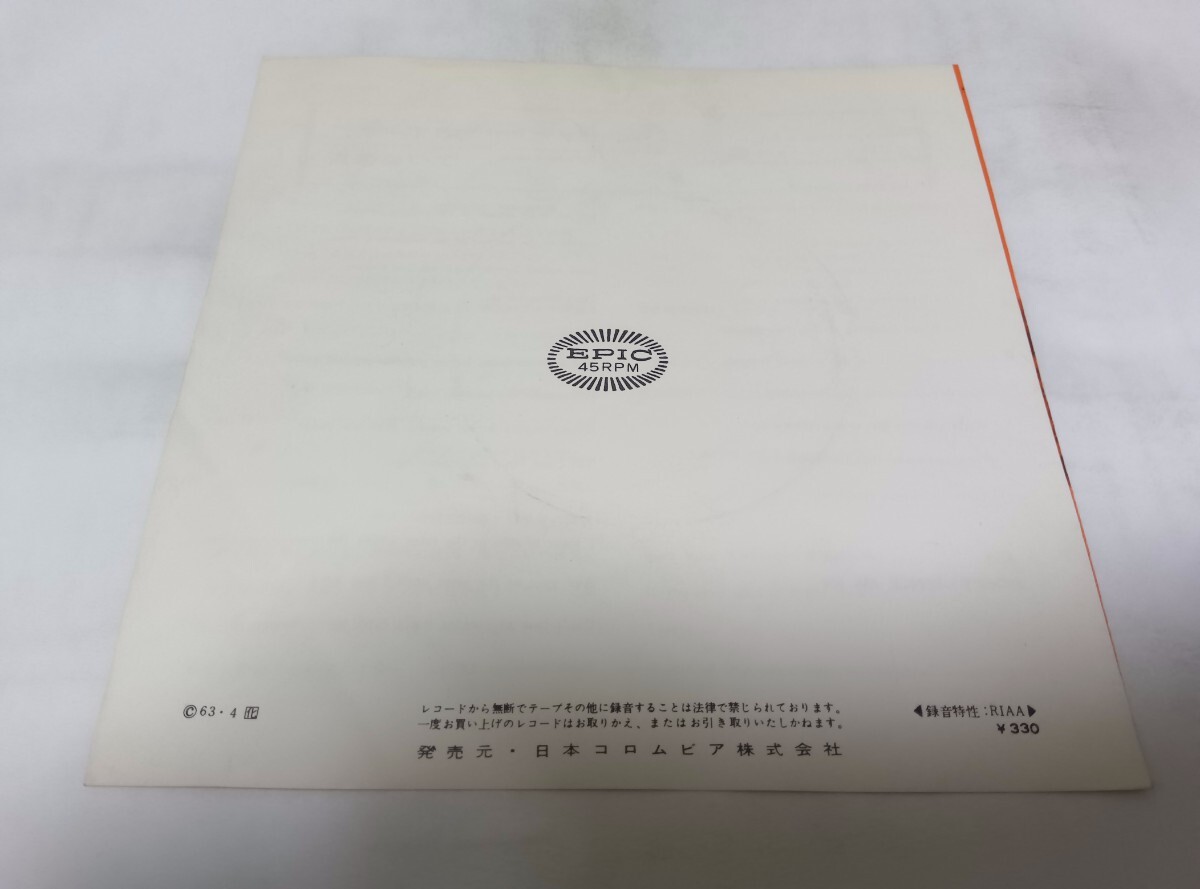 EPIC
45RPM
Ⓒ63・4
レコードから無断でテープその他に録音することは法律で禁じられております。
一度お買い上げのレコードはお取りかえ、またはお引き取りいたしかねます。
発売元・日本コロムビア株式会社
◀録音特性:RIAA▶
¥330